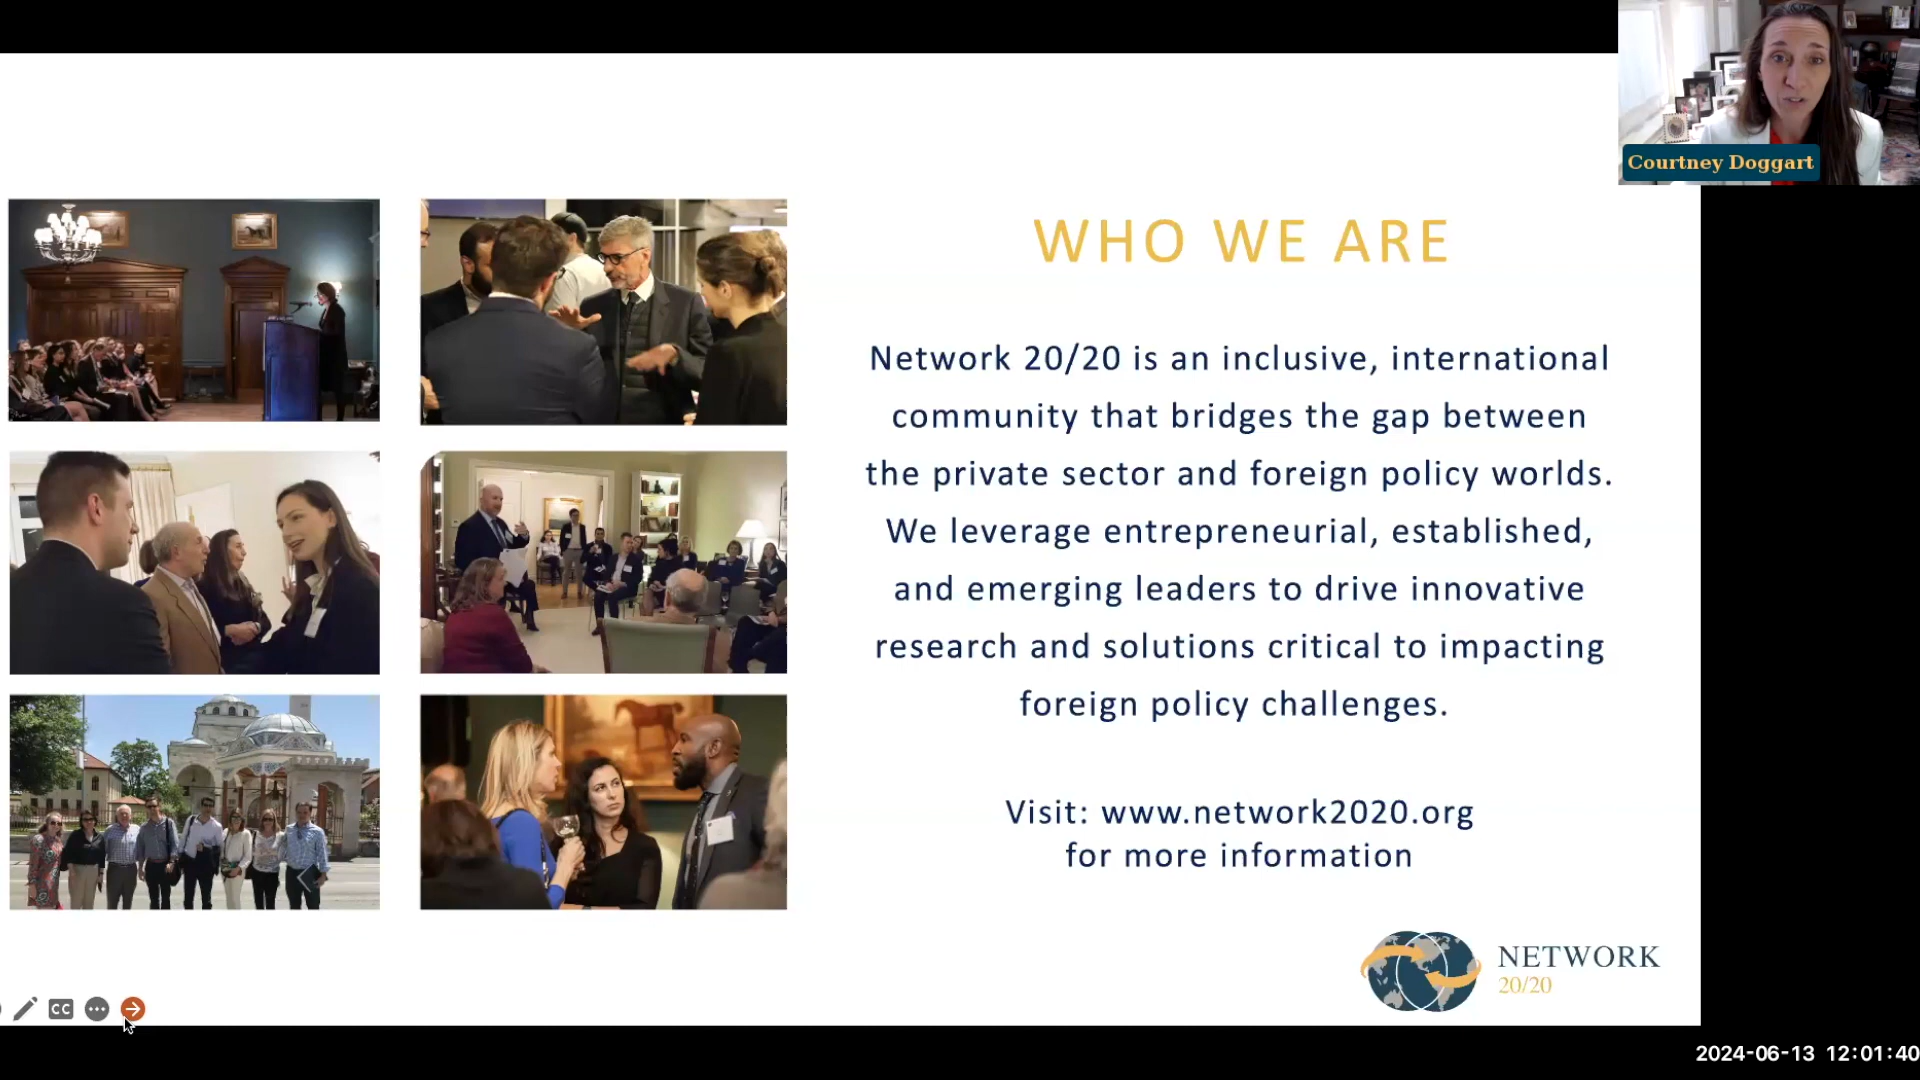 Courtney Doggart
WHO WE ARE
Network 20/20 is an inclusive, international
community that bridges the gap between
the private sector and foreign policy worlds.
We leverage entrepreneurial, established,
and emerging leaders to drive innovative
research and solutions critical to impacting
foreign policy challenges.
Visit: www.network2020.org
for more information
NETWORK
20/20
CC
2024-06-13 12:01:40